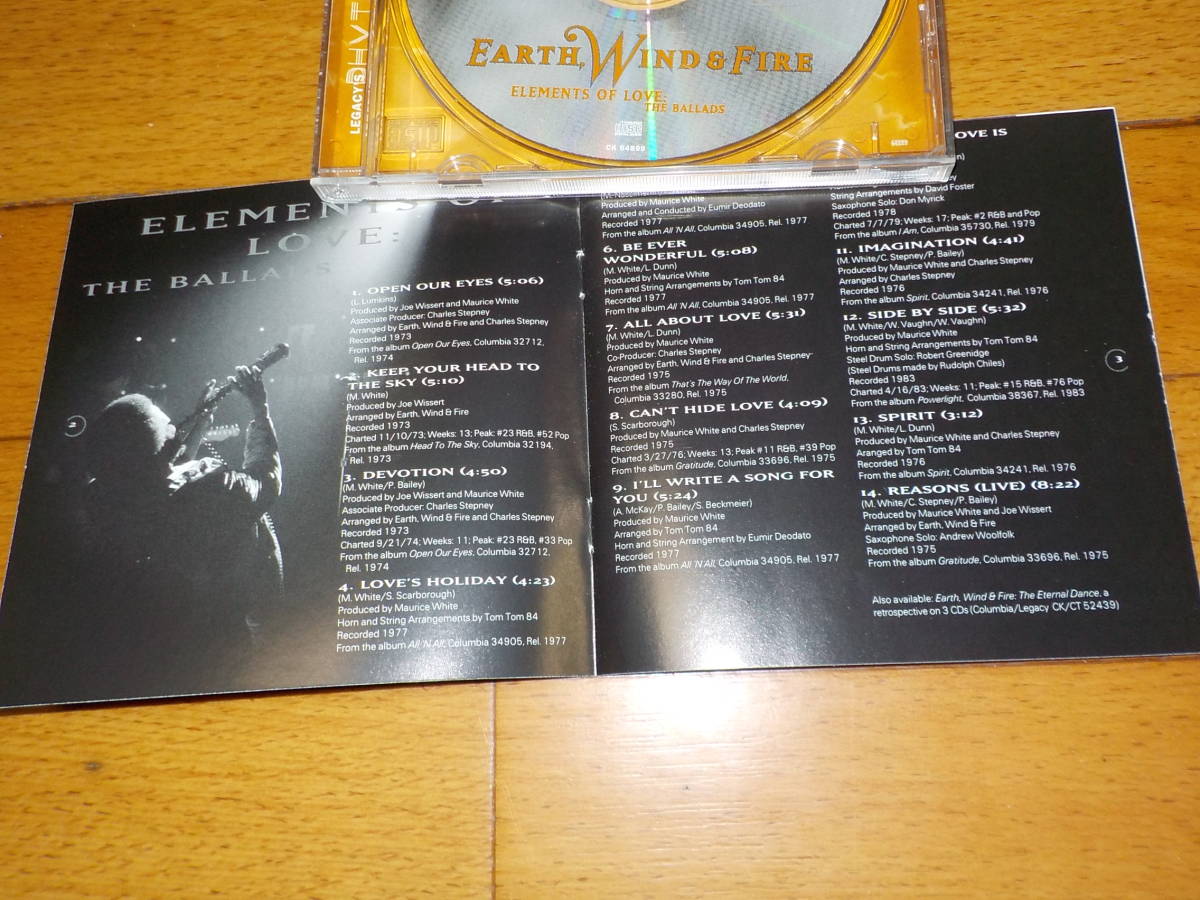 LEGACY
EARTH, WIND & FIRE
ELEMENTS OF LOVE:
THE BALLADS
CK 64899
ELEMENTS OF
LOVE:
THE BALLADS
2
1. OPEN OUR EYES (5:06)
(L. Lumkins)
Produced by Joe Wissert and Maurice White
Associate Producer: Charles Stepney
Arranged by Earth, Wind & Fire and Charles Stepney
Recorded 1973
From the album Open Our Eyes, Columbia 32712,
Rel. 1974
2. KEEP YOUR HEAD TO
THE SKY (5:10)
(M. White)
Produced by Joe Wissert
Arranged by Earth, Wind & Fire
Recorded 1973
Charted 11/10/73; Weeks: 13; Peak: #23 R&B, #52 Pop
From the album Head To The Sky, Columbia 32194,
Rel. 1973
3. DEVOTION (4:50)
(M. White/P. Bailey)
Produced by Joe Wissert and Maurice White
Associate Producer: Charles Stepney
Arranged by Earth, Wind & Fire and Charles Stepney
Recorded 1973
Charted 9/21/74; Weeks: 11; Peak: #23 R&B, #33 Pop
From the album Open Our Eyes, Columbia 32712,
Rel. 1974
4. LOVE'S HOLIDAY (4:23)
(M. White/S. Scarborough)
Produced by Maurice White
Horn and String Arrangements by Tom Tom 84
Recorded 1977
From the album All 'N All, Columbia 34905, Rel. 1977
Produced by Maurice White
Arranged and Conducted by Eumir Deodato
Recorded 1977
From the album All 'N All, Columbia 34905, Rel. 1977
6. BE EVER
WONDERFUL (5:08)
(M. White/L. Dunn)
Produced by Maurice White
Horn and String Arrangements by Tom Tom 84
Recorded 1977
From the album All 'N All, Columbia 34905, Rel. 1977
7. ALL ABOUT LOVE (5:31)
(M. White/L. Dunn)
Produced by Maurice White
Co-Producer: Charles Stepney
Arranged by Earth, Wind & Fire and Charles Stepney
Recorded 1975
From the album That's The Way Of The World,
Columbia 33280, Rel. 1975
8. CAN'T HIDE LOVE (4:09)
(S. Scarborough)
Produced by Maurice White and Charles Stepney
Recorded 1975
Charted 3/27/76; Weeks: 13; Peak #11 R&B, #39 Pop
From the album Gratitude, Columbia 33696, Rel. 1975
9. I'LL WRITE A SONG FOR
YOU (5:24)
(A. McKay/P. Bailey/S. Beckmeier)
Produced by Maurice White
Arranged by Tom Tom 84
Horn and String Arrangement by Eumir Deodato
Recorded 1977
From the album All 'N All, Columbia 34905, Rel. 1977
LOVE IS
String Arrangements by David Foster
Saxophone Solo: Don Myrick
Recorded 1978
Charted 7/7/79; Weeks: 17; Peak: #2 R&B and Pop
From the album I Am, Columbia 35730, Rel. 1979
11. IMAGINATION (4:41)
(M. White/C. Stepney/P. Bailey)
Produced by Maurice White and Charles Stepney
Arranged by Charles Stepney
Recorded 1976
From the album Spirit, Columbia 34241, Rel. 1976
12. SIDE BY SIDE (5:32)
(M. White/W. Vaughn/W. Vaughn)
Produced by Maurice White
Horn and String Arrangements by Tom Tom 84
Steel Drum Solo: Robert Greenidge
(Steel Drums made by Rudolph Chiles)
Recorded 1983
Charted 4/16/83; Weeks: 11; Peak: #15 R&B, #76 Pop
From the album Powerlight, Columbia 38367, Rel. 1983
13. SPIRIT (3:12)
(M. White/L. Dunn)
Produced by Maurice White and Charles Stepney
Arranged by Tom Tom 84
Recorded 1976
From the album Spirit, Columbia 34241, Rel. 1976
14. REASONS (LIVE) (8:22)
(M. White/C. Stepney/P. Bailey)
Produced by Maurice White and Joe Wissert
Arranged by Earth, Wind & Fire
Saxophone Solo: Andrew Woolfolk
Recorded 1975
From the album Gratitude, Columbia 33696, Rel. 1975
Also available: Earth, Wind & Fire: The Eternal Dance, a
retrospective on 3 CDs (Columbia/Legacy CK/CT 52439)
3